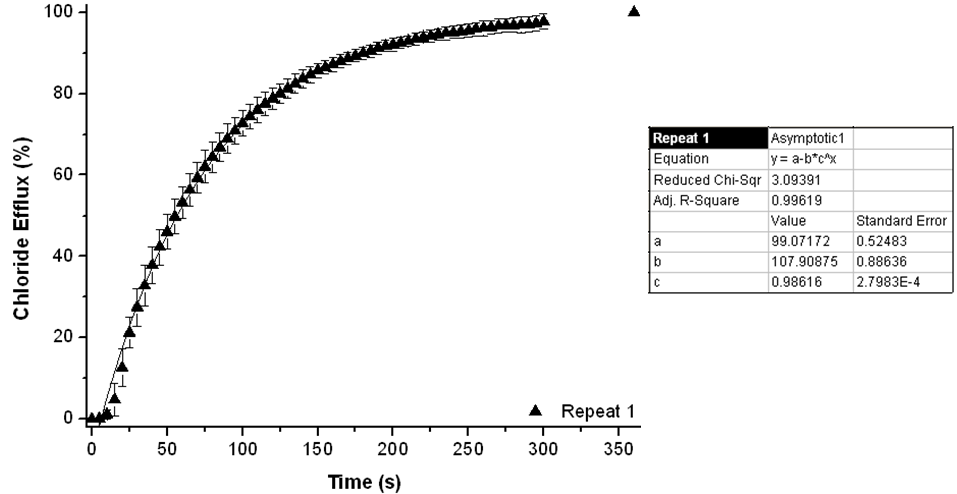 100
80
60
40
20
0
Chloride Efflux (%)
0 50 100 150 200 250 300 350
Time (s)
Repeat 1
Repeat 1 Asymptotic1
Equation y = a-b*c^x
Reduced Chi-Sqr 3.09391
Adj. R-Square 0.99619
Value Standard Error
a 99.07172 0.52483
b 107.90875 0.88636
c 0.98616 2.7983E-4